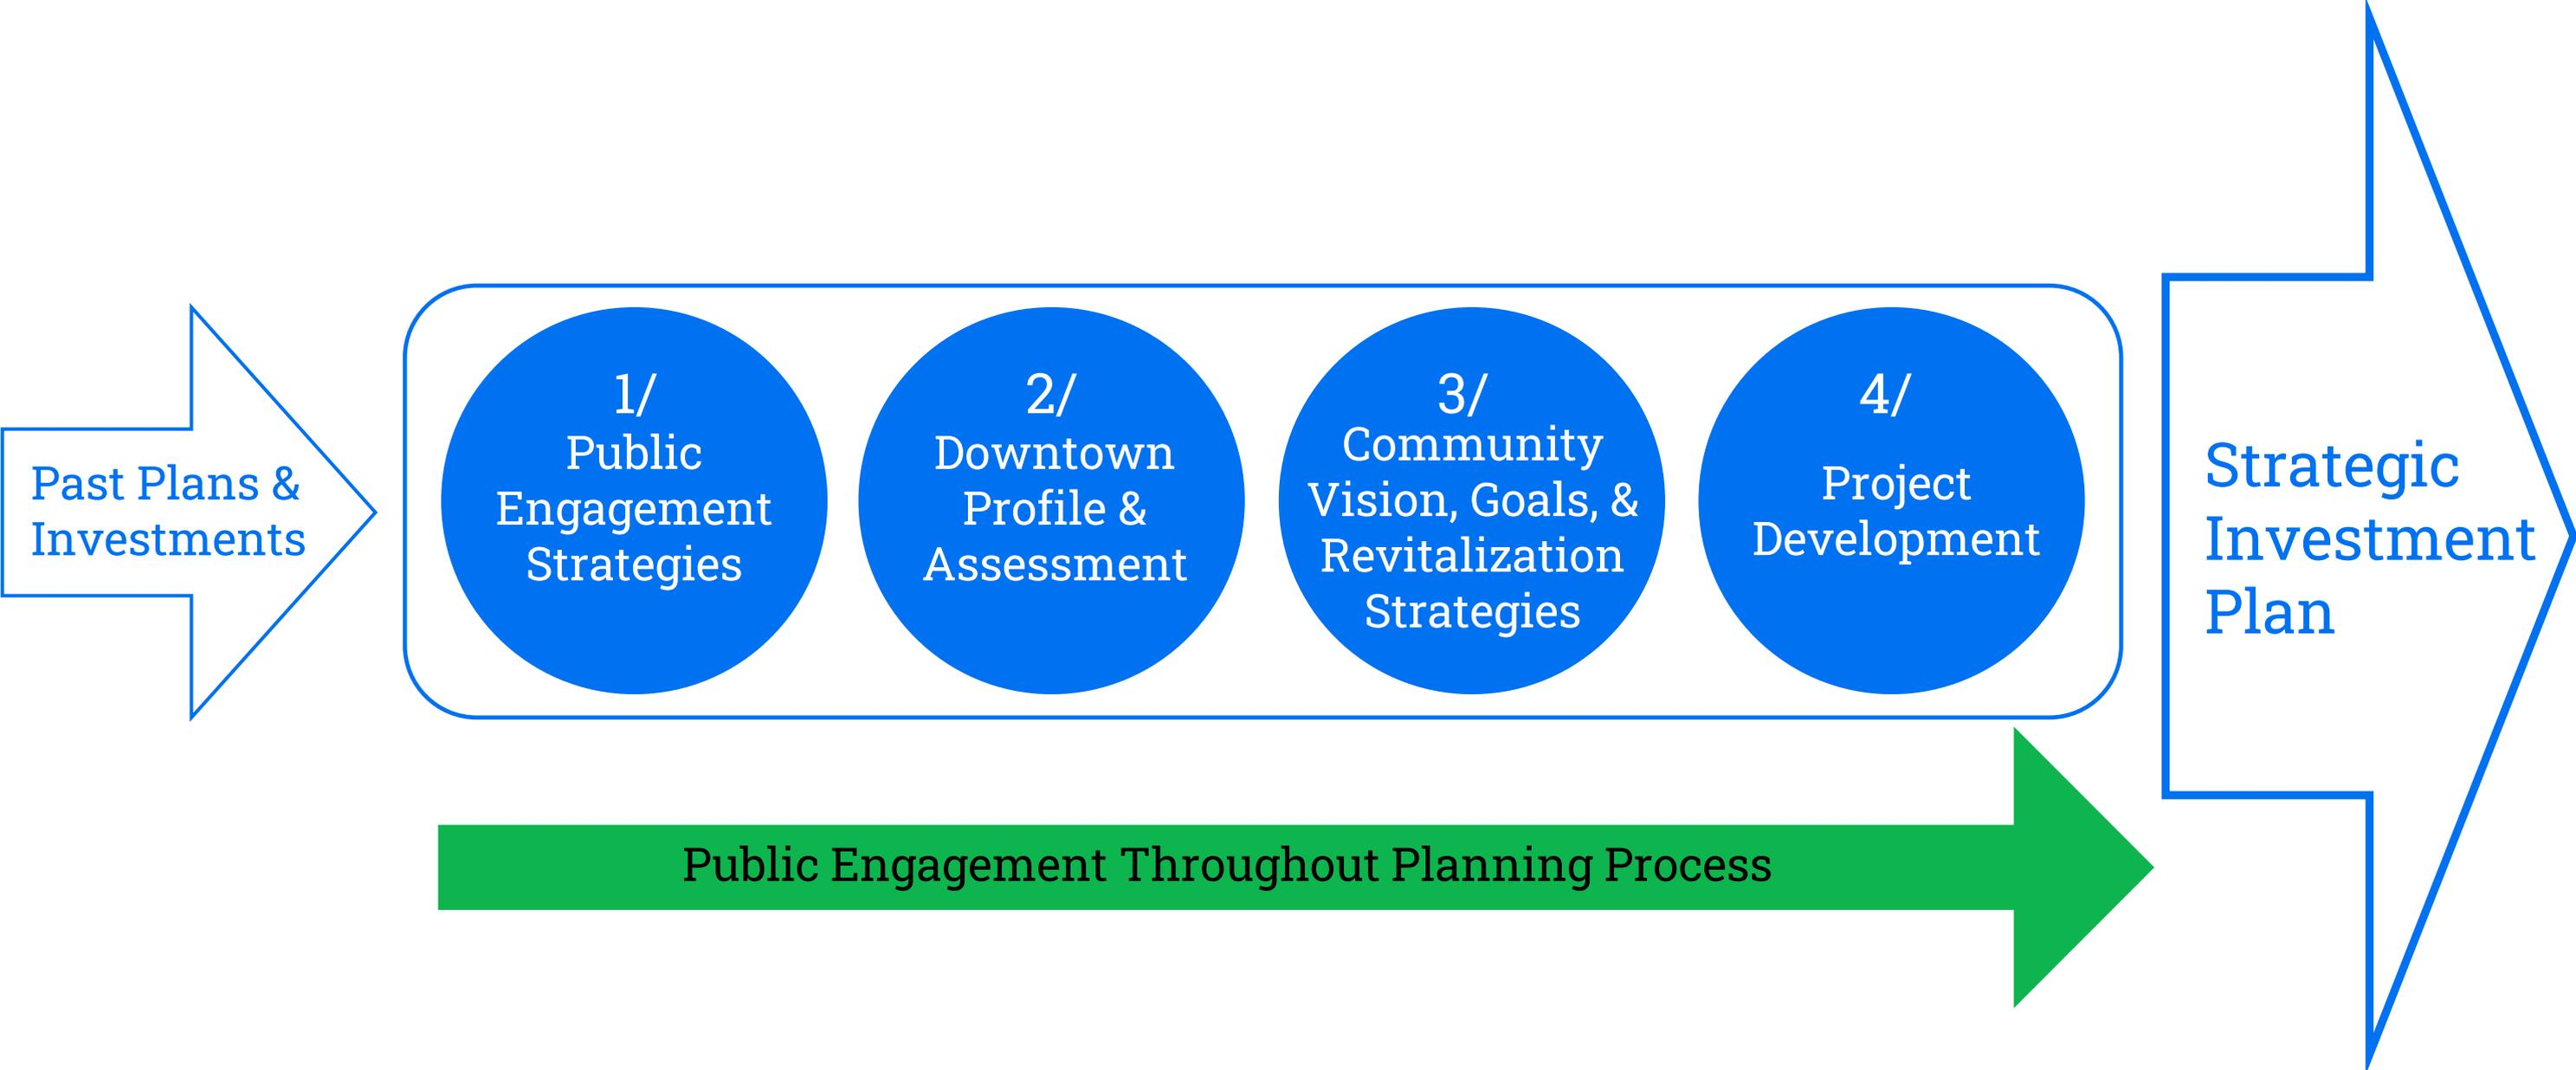 Past Plans &
Investments
1/
Public
Engagement
Strategies
2/
Downtown
Profile &
Assessment
3/
Community
Vision, Goals, &
Revitalization
Strategies
4/
Project
Development
Strategic
Investment
Plan
Public Engagement Throughout Planning Process